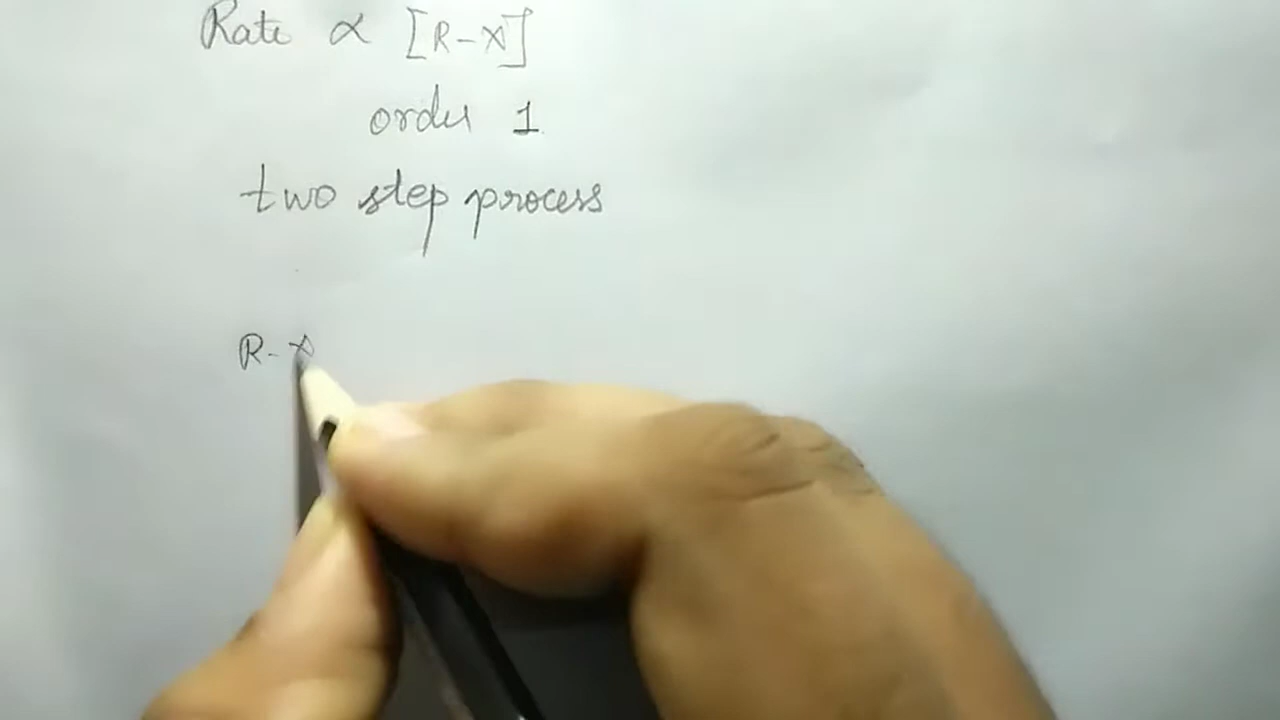 Rate ∝ [R-X]
order 1
two step process
R-X